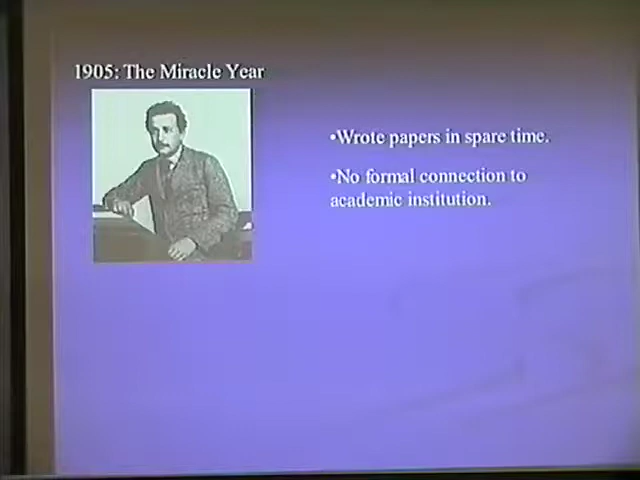 1905: The Miracle Year
•Wrote papers in spare time.
•No formal connection to
academic institution.